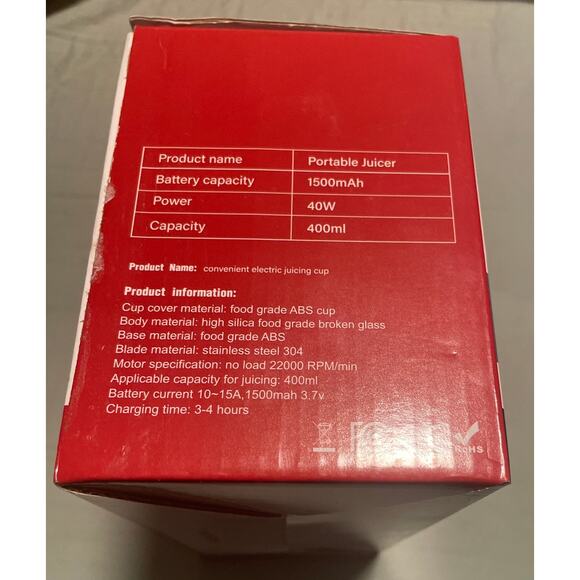 Product name Portable Juicer
Battery capacity 1500mAh
Power 40W
Capacity 400ml
Product Name: convenient electric juicing cup
Product information:
Cup cover material: food grade ABS cup
Body material: high silica food grade broken glass
Base material: food grade ABS
Blade material: stainless steel 304
Motor specification: no load 22000 RPM/min
Applicable capacity for juicing: 400ml
Battery current 10~15A,1500mah 3.7v
Charging time: 3-4 hours
RoHS